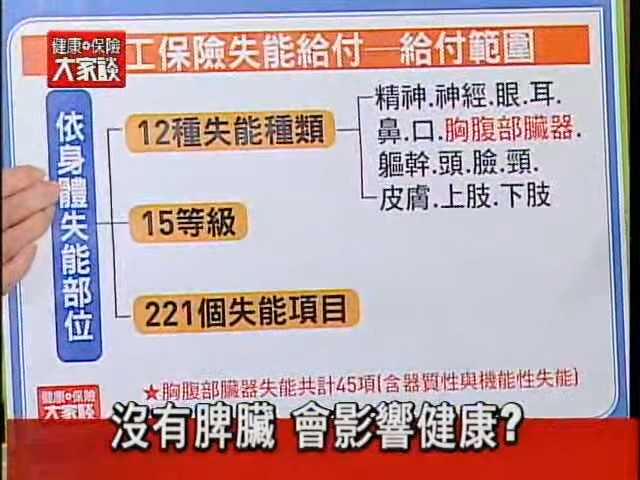 健康·保險
大家談
工保險失能給付─給付範圍
依身體失能部位
12種失能種類
精神.神經.眼.耳.
鼻.口.胸腹部臟器.
軀幹.頭.臉.頸.
皮膚.上肢.下肢
15等級
221個失能項目
★胸腹部臟器失能共計45項(含器質性與機能性失能)
健康·保險
大家談
沒有脾臟 會影響健康?